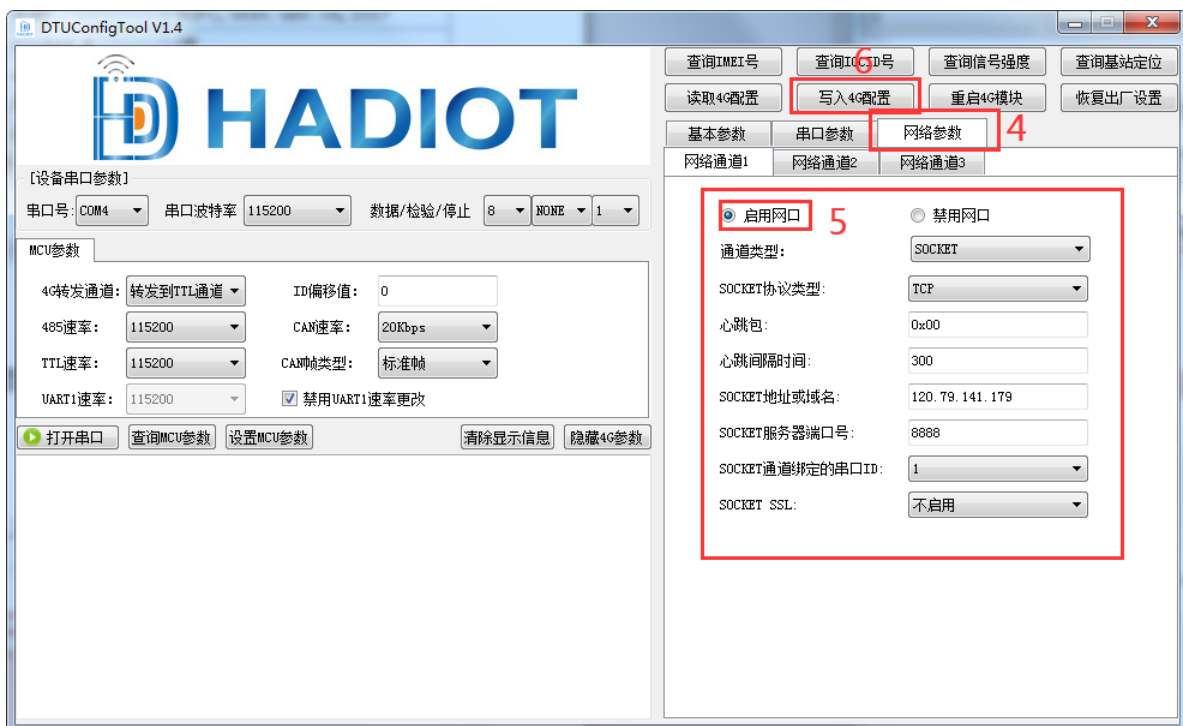 DTUConfigTool V1.4
HADIOT
[设备串口参数]
串口号: COM4 串口波特率 115200 数据/检验/停止 8 NONE 1
MCU参数
4G转发通道: 转发到TTL通道 ID偏移值: 0
485速率: 115200 CAN速率: 20Kbps
TTL速率: 115200 CAN帧类型: 标准帧
UART1速率: 115200 禁用UART1速率更改
打开串口 查询MCU参数 设置MCU参数 清除显示信息 隐藏4G参数
查询IMEI号 查询ICCID号 查询信号强度 查询基站定位
6
读取4G配置 写入4G配置 重启4G模块 恢复出厂设置
基本参数 串口参数 网络参数 4
网络通道1 网络通道2 网络通道3
启用网口 5 禁用网口
通道类型: SOCKET
SOCKET协议类型: TCP
心跳包: 0x00
心跳间隔时间: 300
SOCKET地址或域名: 120.79.141.179
SOCKET服务器端口号: 8888
SOCKET通道绑定的串口ID: 1
SOCKET SSL: 不启用